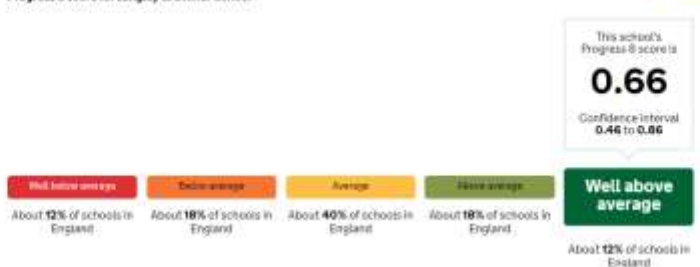 This school's
Progress 8 score is
0.66
Confidence interval
0.46 to 0.86
Well below average
Below average
Average
Above average
Well above
average
About 12% of schools in
England
About 18% of schools in
England
About 40% of schools in
England
About 18% of schools in
England
About 12% of schools in
England